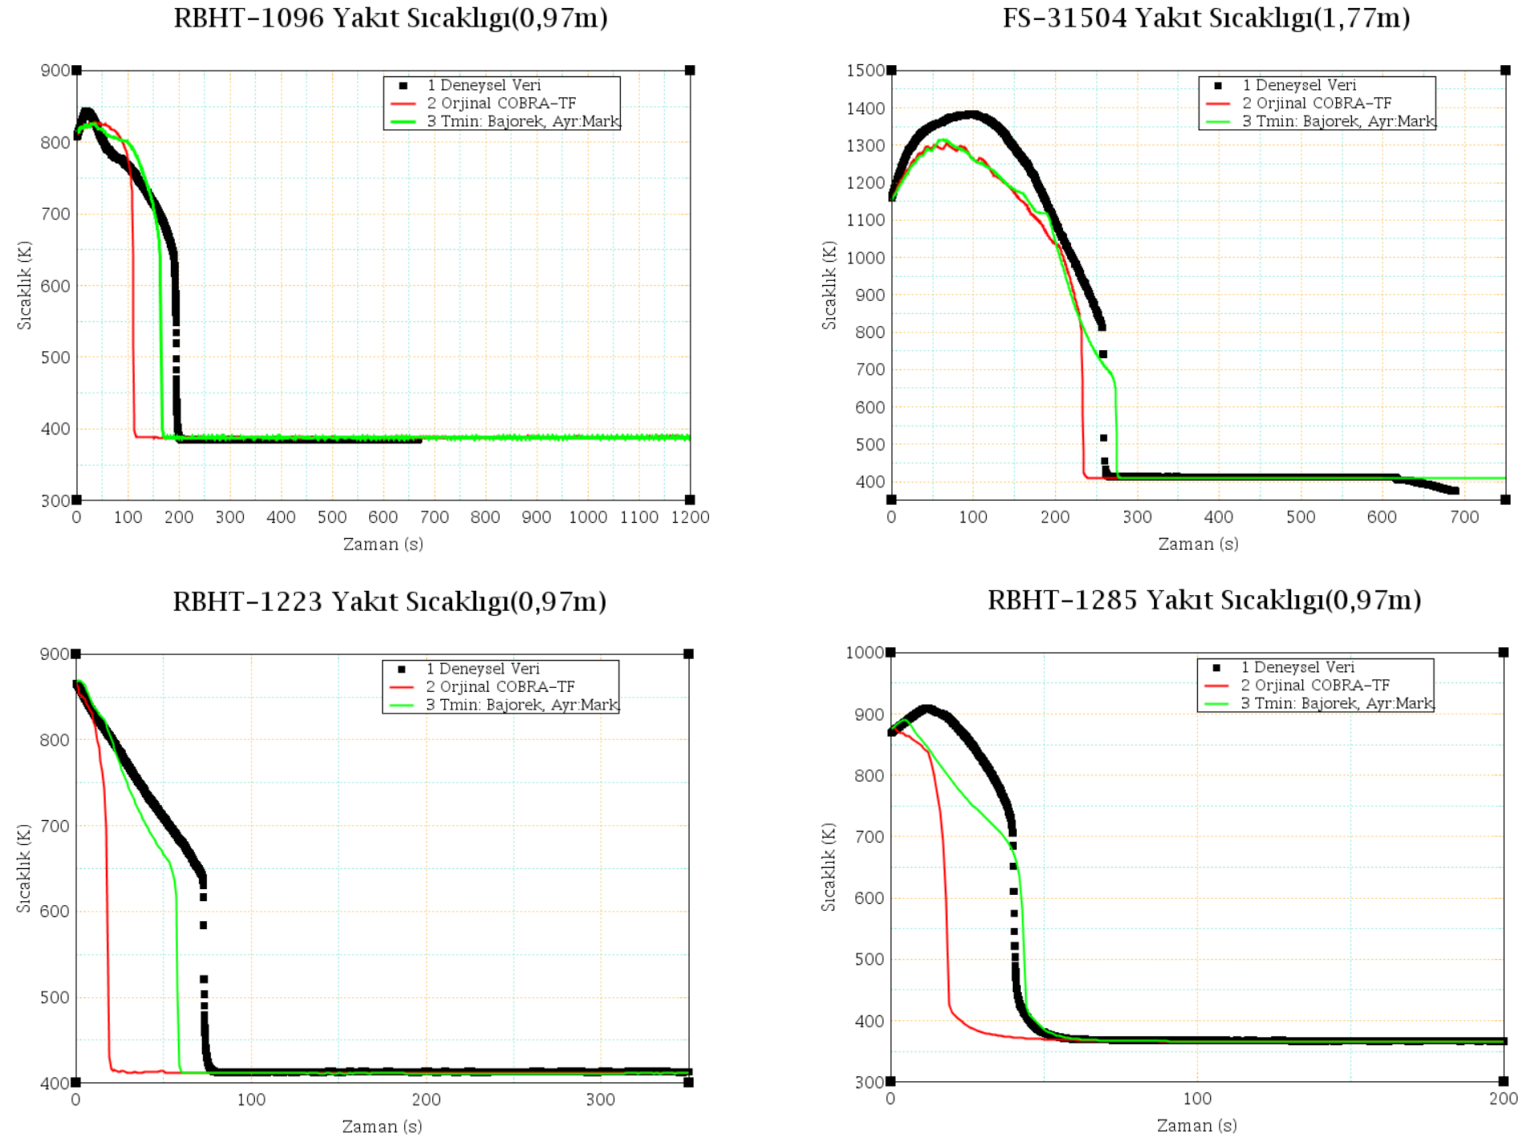 RBHT-1096 Yakıt Sıcaklıgı(0,97m)
900
800
700
600
500
400
300
Sıcaklık (K)
1 Deneysel Veri
2 Orjinal COBRA-TF
3 Tmin: Bajorek, Ayr:Mark.
0 100 200 300 400 500 600 700 800 900 1000 1100 1200
Zaman (s)
FS-31504 Yakıt Sıcaklıgı(1,77m)
1500
1400
1300
1200
1100
1000
900
800
700
600
500
400
Sıcaklık (K)
1 Deneysel Veri
2 Orjinal COBRA-TF
3 Tmin: Bajorek, Ayr:Mark.
0 100 200 300 400 500 600 700
Zaman (s)
RBHT-1223 Yakıt Sıcaklıgı(0,97m)
900
800
700
600
500
400
Sıcaklık (K)
1 Deneysel Veri
2 Orjinal COBRA-TF
3 Tmin: Bajorek, Ayr:Mark.
0 100 200 300
Zaman (s)
RBHT-1285 Yakıt Sıcaklıgı(0,97m)
1000
900
800
700
600
500
400
300
Sıcaklık (K)
1 Deneysel Veri
2 Orjinal COBRA-TF
3 Tmin: Bajorek, Ayr:Mark.
0 100 200
Zaman (s)